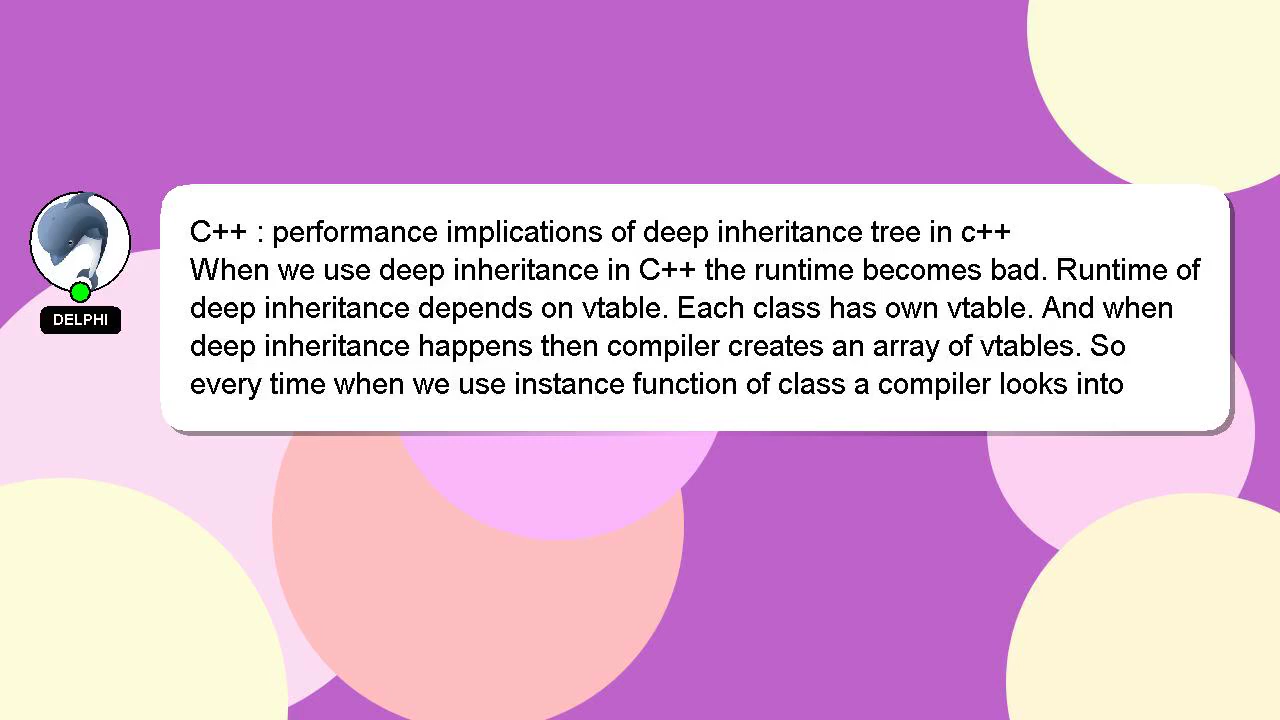 C++ : performance implications of deep inheritance tree in c++
When we use deep inheritance in C++ the runtime becomes bad. Runtime of
deep inheritance depends on vtable. Each class has own vtable. And when
deep inheritance happens then compiler creates an array of vtables. So
every time when we use instance function of class a compiler looks into
DELPHI